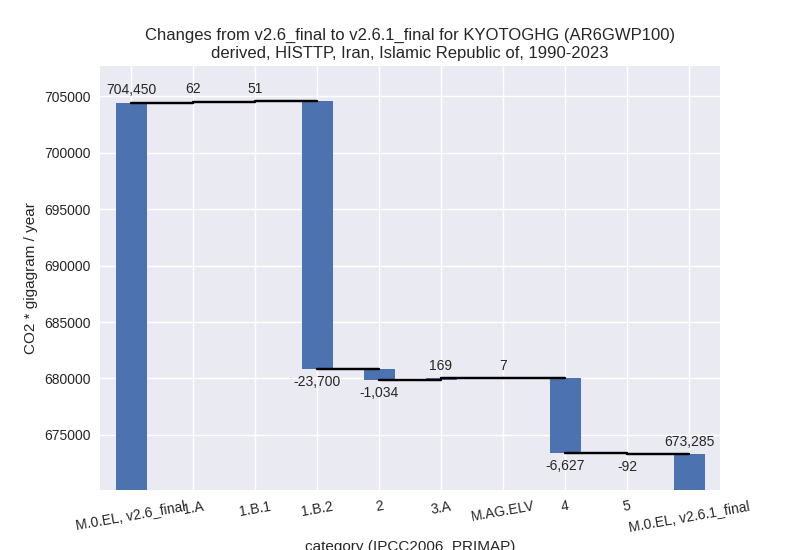 Changes from v2.6_final to v2.6.1_final for KYOTOGHG (AR6GWP100)
derived, HISTTP, Iran, Islamic Republic of, 1990-2023
CO2 * gigagram / year
705000
700000
695000
690000
685000
680000
675000
704,450
62
51
-23,700
-1,034
169
7
-6,627
-92
673,285
M.0.EL, v2.6_final
1.A
1.B.1
1.B.2
2
3.A
M.AG.ELV
4
5
M.0.EL, v2.6.1_final
category (IPCC2006_PRIMAP)